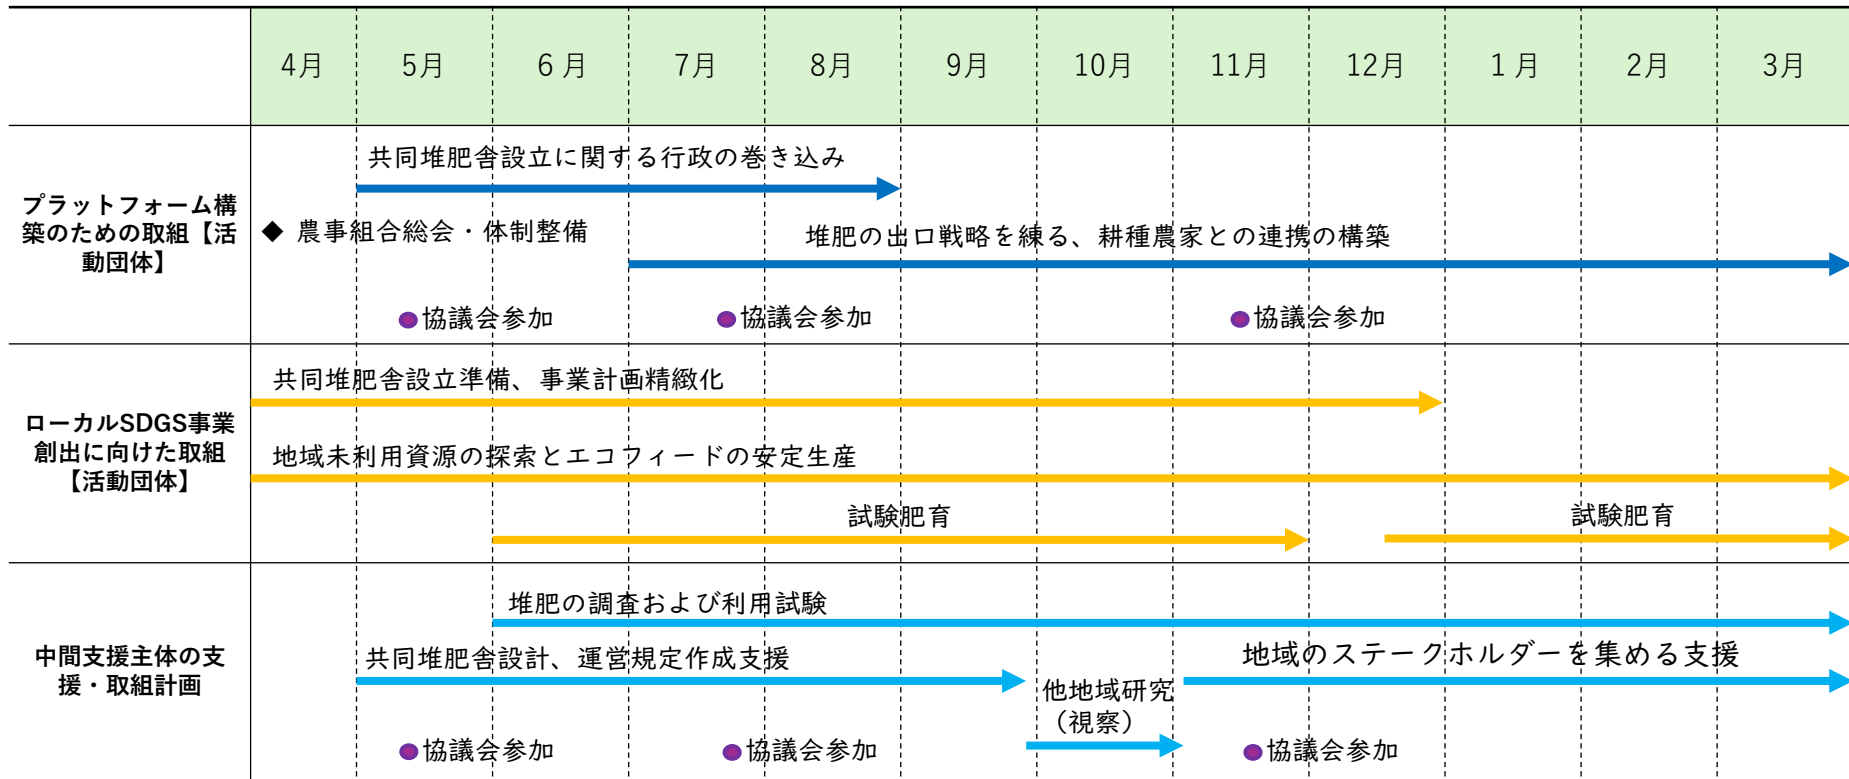 4月
5月
6 月
7月
8月
9月
10月
11月
12月
1 月
2月
3月
プラットフォーム構
築のための取組【活
動団体】
共同堆肥舎設立に関する行政の巻き込み
◆ 農事組合総会・体制整備
堆肥の出口戦略を練る、耕種農家との連携の構築
協議会参加
協議会参加
協議会参加
ローカルSDGS事業
創出に向けた取組
【活動団体】
共同堆肥舎設立準備、事業計画精緻化
地域未利用資源の探索とエコフィードの安定生産
試験肥育
試験肥育
中間支援主体の支
援・取組計画
堆肥の調査および利用試験
共同堆肥舎設計、運営規定作成支援
地域のステークホルダーを集める支援
他地域研究
（視察）
協議会参加
協議会参加
協議会参加